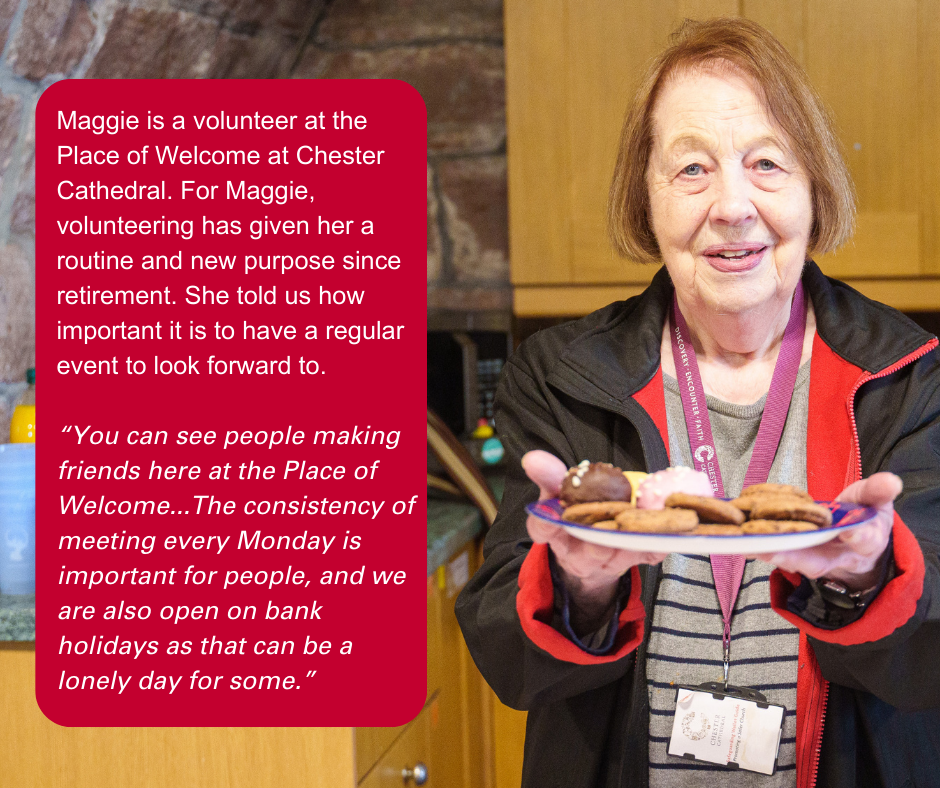 Maggie is a volunteer at the
Place of Welcome at Chester
Cathedral. For Maggie,
volunteering has given her a
routine and new purpose since
retirement. She told us how
important it is to have a regular
event to look forward to.
“You can see people making
friends here at the Place of
Welcome...The consistency of
meeting every Monday is
important for people, and we
are also open on bank
holidays as that can be a
lonely day for some.”
DISCOVERY · ENCOUNTER · FAITH
CHESTER
CHESTER
CATHEDRAL